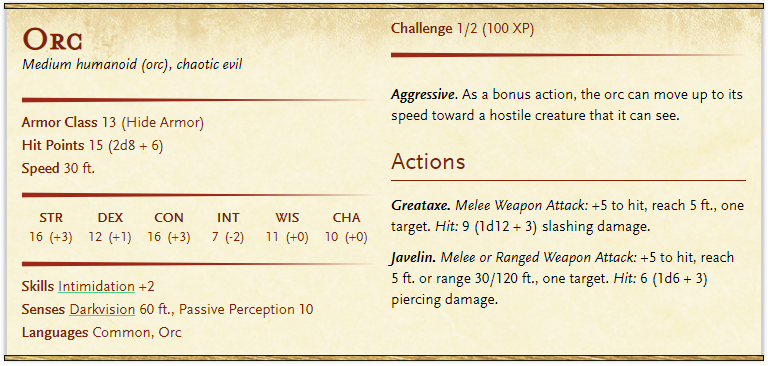 Orc
Medium humanoid (orc), chaotic evil
Armor Class 13 (Hide Armor)
Hit Points 15 (2d8 + 6)
Speed 30 ft.
STR DEX CON INT WIS CHA
16 (+3) 12 (+1) 16 (+3) 7 (-2) 11 (+0) 10 (+0)
Skills Intimidation +2
Senses Darkvision 60 ft., Passive Perception 10
Languages Common, Orc
Challenge 1/2 (100 XP)
Aggressive. As a bonus action, the orc can move up to its
speed toward a hostile creature that it can see.
Actions
Greataxe. Melee Weapon Attack: +5 to hit, reach 5 ft., one
target. Hit: 9 (1d12 + 3) slashing damage.
Javelin. Melee or Ranged Weapon Attack: +5 to hit, reach
5 ft. or range 30/120 ft., one target. Hit: 6 (1d6 + 3)
piercing damage.